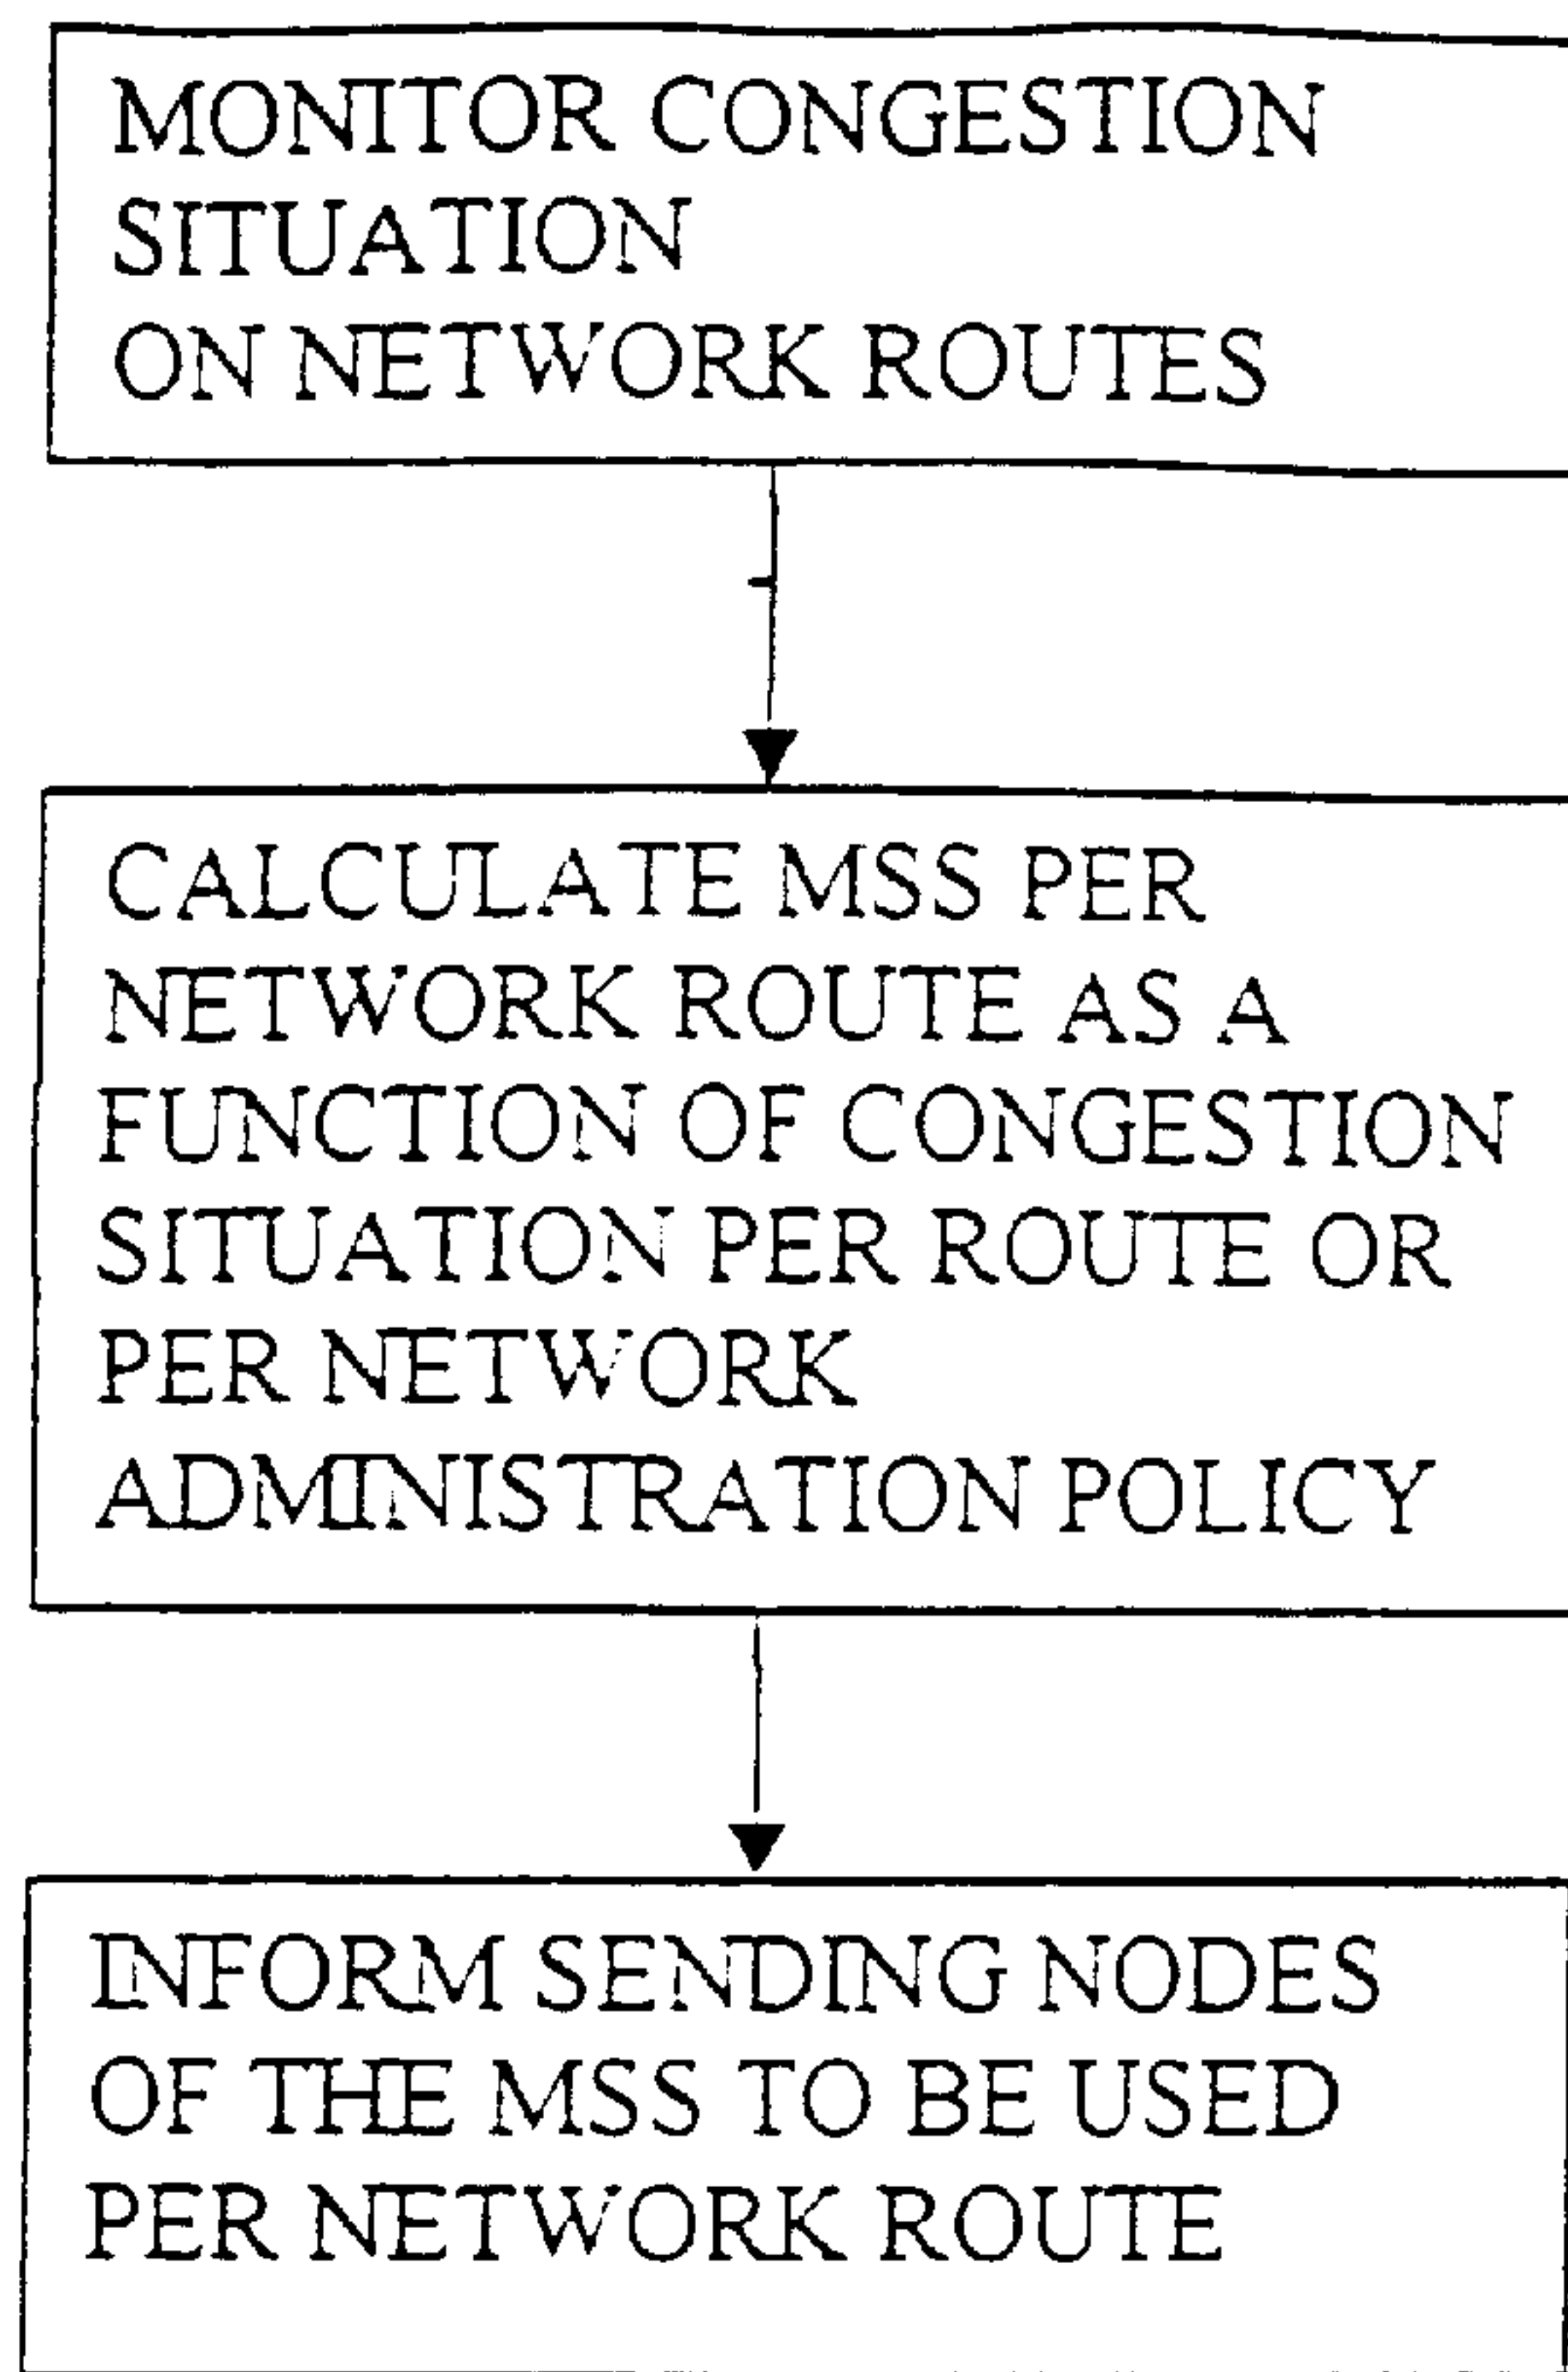 MONITOR CONGESTION
SITUATION
ON NETWORK ROUTES
CALCULATE MSS PER
NETWORK ROUTE AS A
FUNCTION OF CONGESTION
SITUATION PER ROUTE OR
PER NETWORK
ADMINISTRATION POLICY
INFORM SENDING NODES
OF THE MSS TO BE USED
PER NETWORK ROUTE